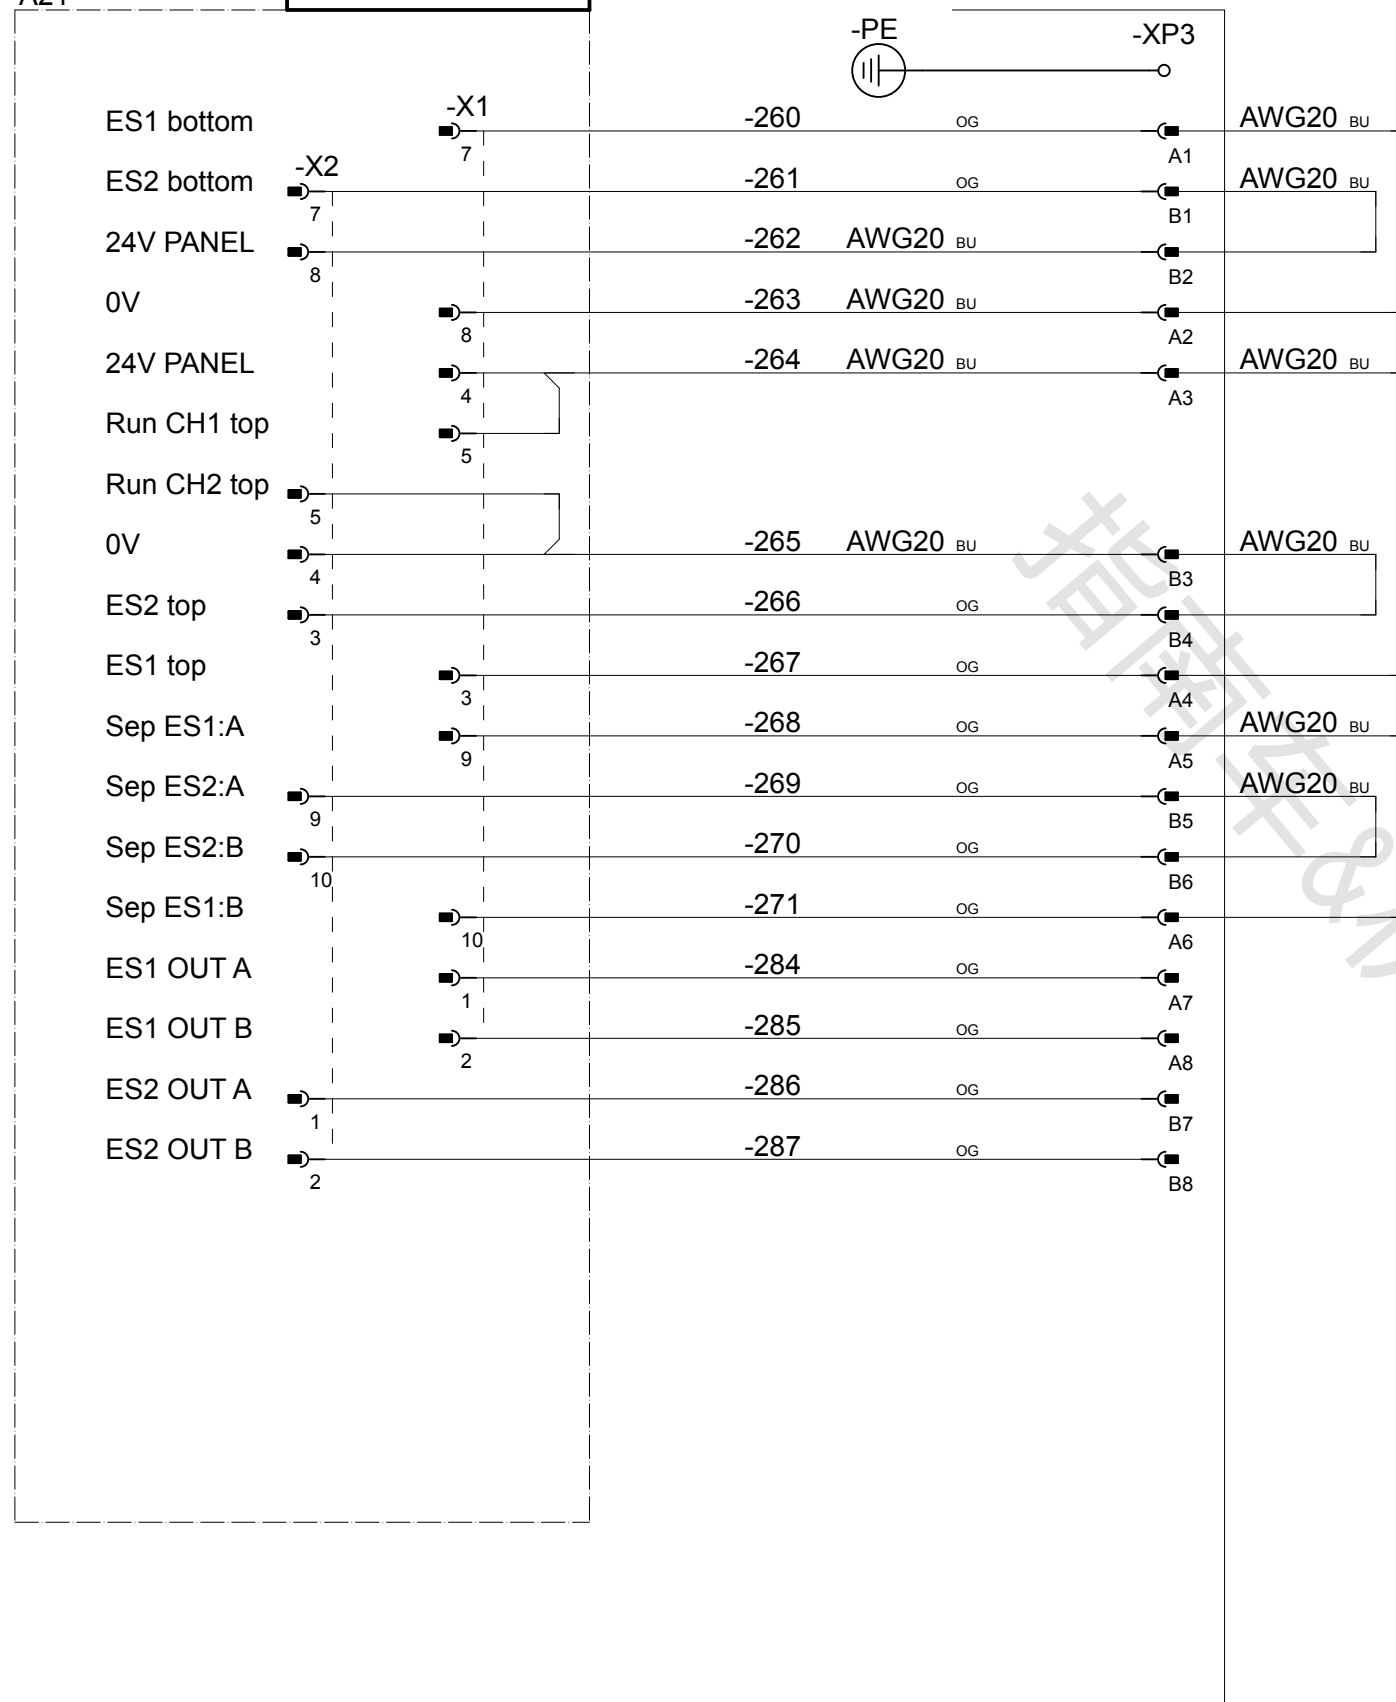 -PE -XP3
-X1
ES1 bottom 7 -260 OG A1 AWG20 BU
-X2
ES2 bottom 7 -261 OG B1 AWG20 BU
24V PANEL 8 -262 AWG20 BU B2
0V 8 -263 AWG20 BU A2
24V PANEL 4 -264 AWG20 BU A3 AWG20 BU
Run CH1 top 5
Run CH2 top 5
0V 4 -265 AWG20 BU B3 AWG20 BU
ES2 top 3 -266 OG B4
ES1 top 3 -267 OG A4
Sep ES1:A 9 -268 OG A5 AWG20 BU
Sep ES2:A 9 -269 OG B5 AWG20 BU
Sep ES2:B 10 -270 OG B6
Sep ES1:B 10 -271 OG A6
ES1 OUT A 1 -284 OG A7
ES1 OUT B 2 -285 OG A8
ES2 OUT A 1 -286 OG B7
ES2 OUT B 2 -287 OG B8
指南车&